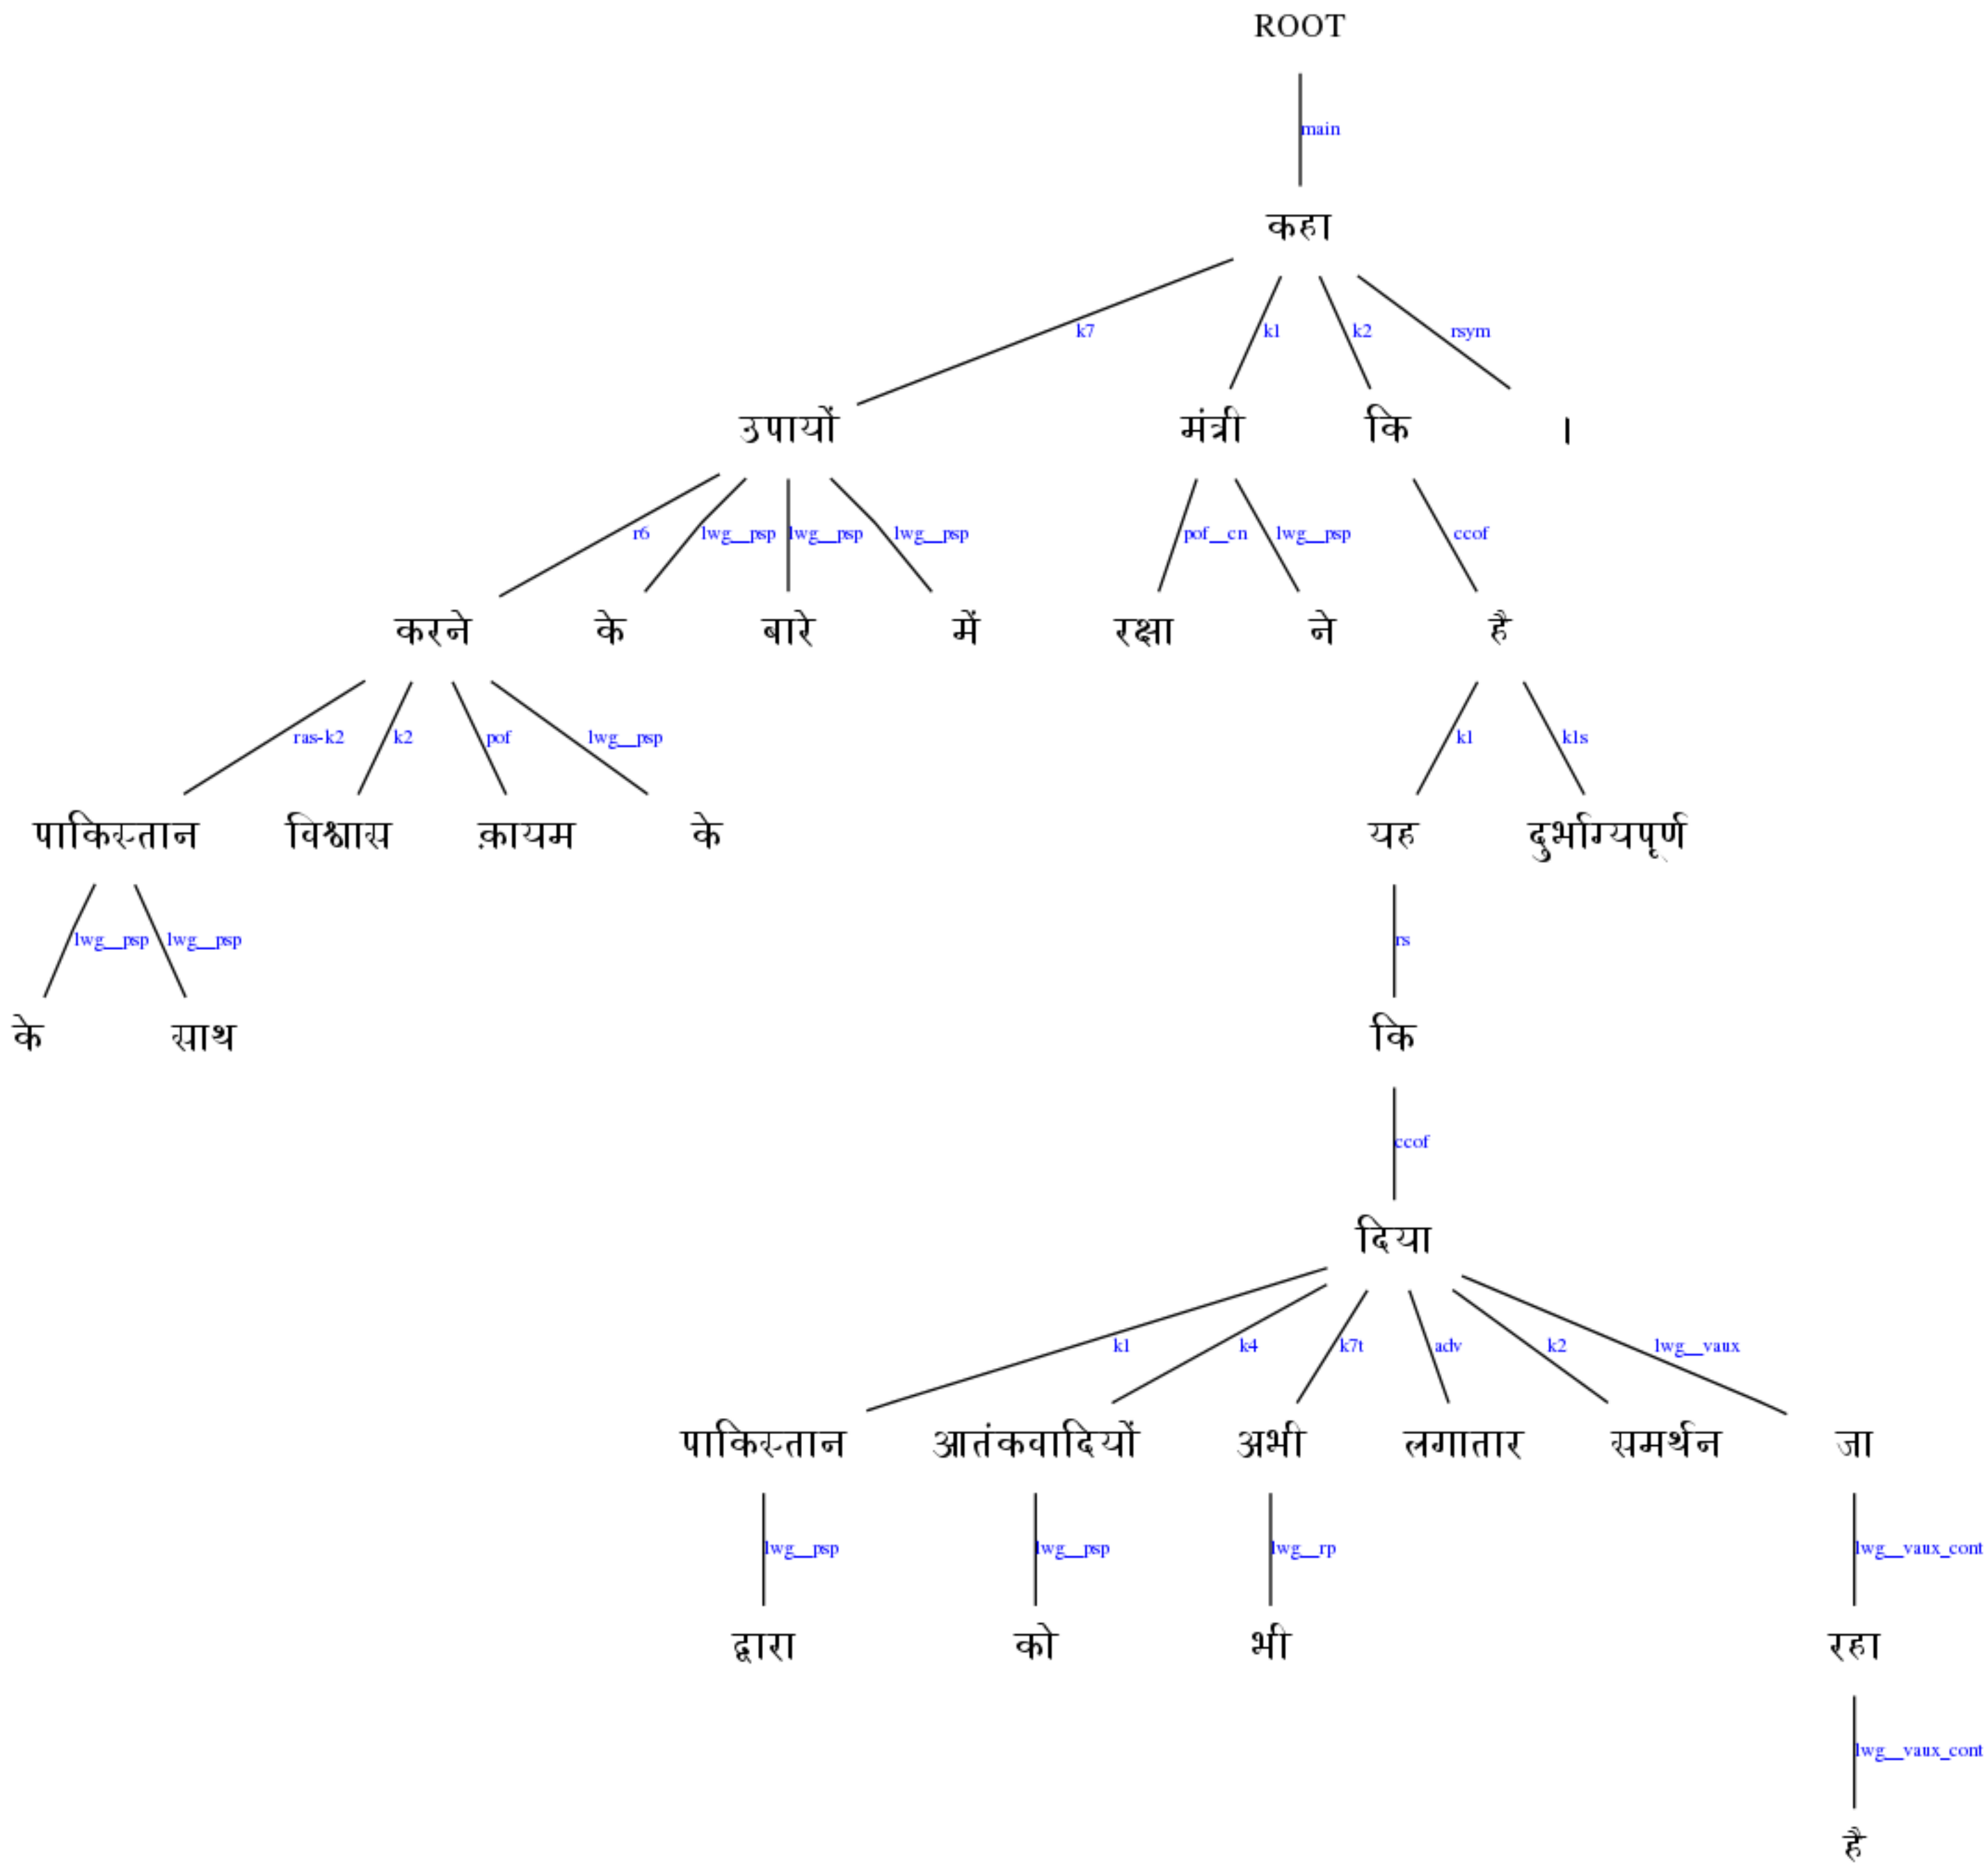 ROOT
main
कहा
k7 k1 k2 rsym
उपायों मंत्री कि ।
r6 lwg__psp lwg__psp lwg__psp pof__cn lwg__psp ccof
करने के बारे में रक्षा ने है
ras-k2 k2 pof lwg__psp k1 k1s
पाकिस्तान विश्वास क़ायम के यह दुर्भाग्यपूर्ण
lwg__psp lwg__psp rs
के साथ कि
ccof
दिया
k1 k4 k7t adv k2 lwg__vaux
पाकिस्तान आतंकवादियों अभी लगातार समर्थन जा
lwg__psp lwg__psp lwg__rp lwg__vaux_cont
द्वारा को भी रहा
lwg__vaux_cont
है